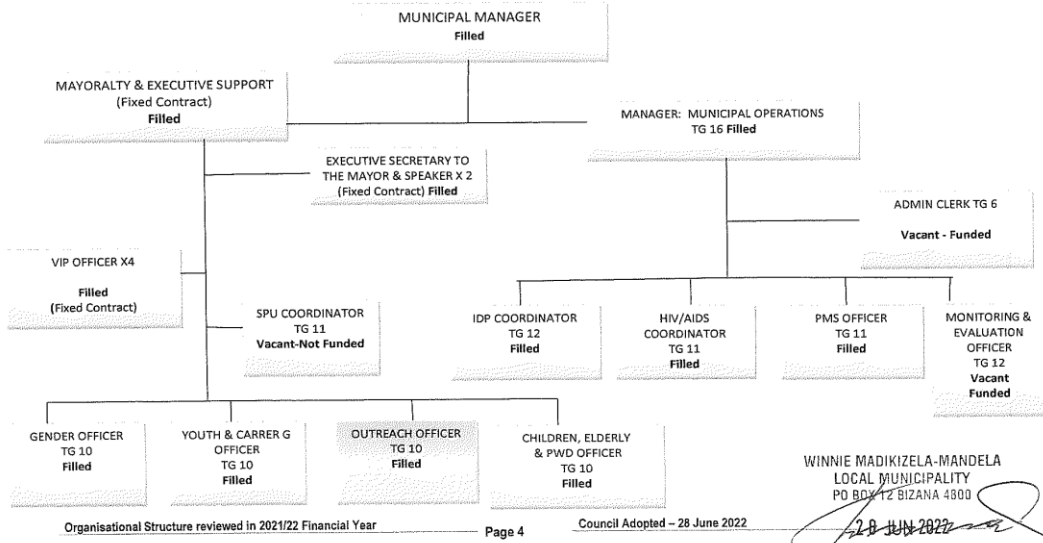 MUNICIPAL MANAGER
Filled
MAYORALTY & EXECUTIVE SUPPORT
(Fixed Contract)
Filled
MANAGER:  MUNICIPAL OPERATIONS
TG 16 Filled
EXECUTIVE SECRETARY TO
THE MAYOR & SPEAKER X 2
(Fixed Contract) Filled
ADMIN CLERK TG 6
Vacant - Funded
VIP OFFICER X4
Filled
(Fixed Contract)
SPU COORDINATOR
TG 11
Vacant-Not Funded
IDP COORDINATOR
TG 12
Filled
HIV/AIDS
COORDINATOR
TG 11
Filled
PMS OFFICER
TG 11
Filled
MONITORING &
EVALUATION
OFFICER
TG 12
Vacant
Funded
GENDER OFFICER
TG 10
Filled
YOUTH & CARRER G
OFFICER
TG 10
Filled
OUTREACH OFFICER
TG 10
Filled
CHILDREN, ELDERLY
& PWD OFFICER
TG 10
Filled
WINNIE MADIKIZELA-MANDELA
LOCAL MUNICIPALITY
PO BOX 12 BIZANA 4800
28 JUN 2022
Organisational Structure reviewed in 2021/22 Financial Year
Page 4
Council Adopted – 28 June 2022